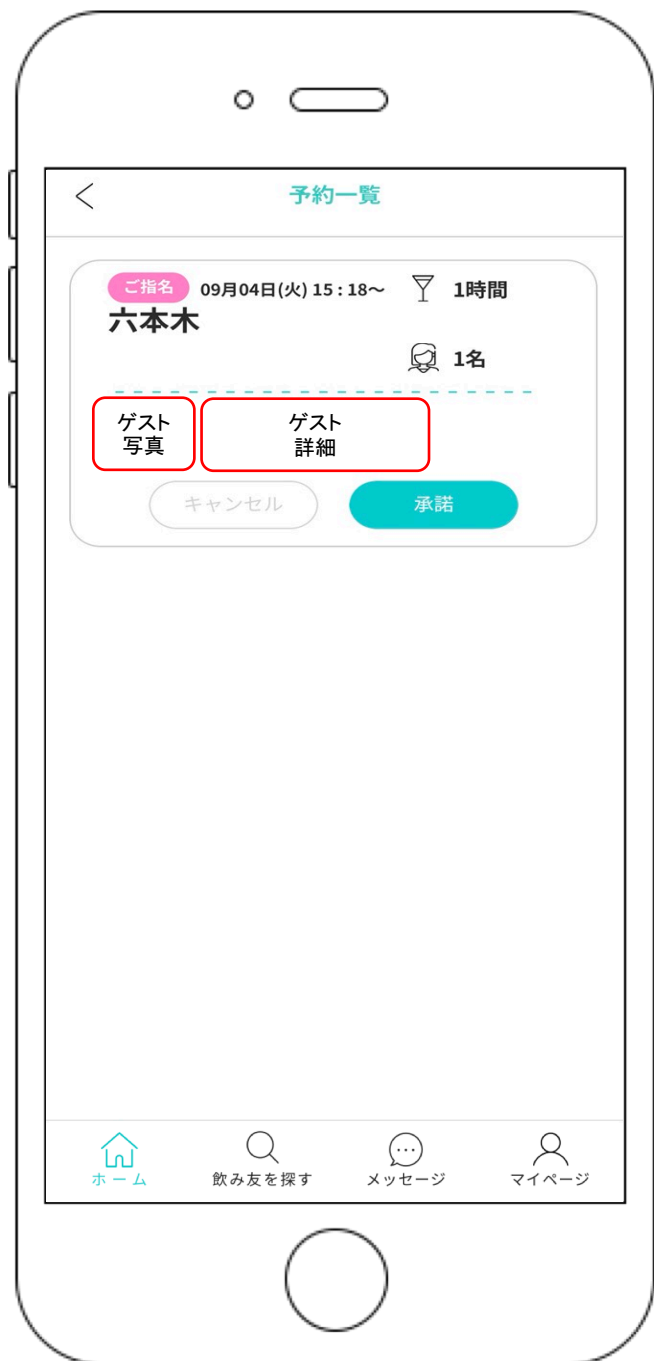 予約一覧
ご指名 09月04日(火) 15：18～ 1時間
六本木
1名
ゲスト
写真
ゲスト
詳細
キャンセル 承諾
ホーム 飲み友を探す メッセージ マイページ